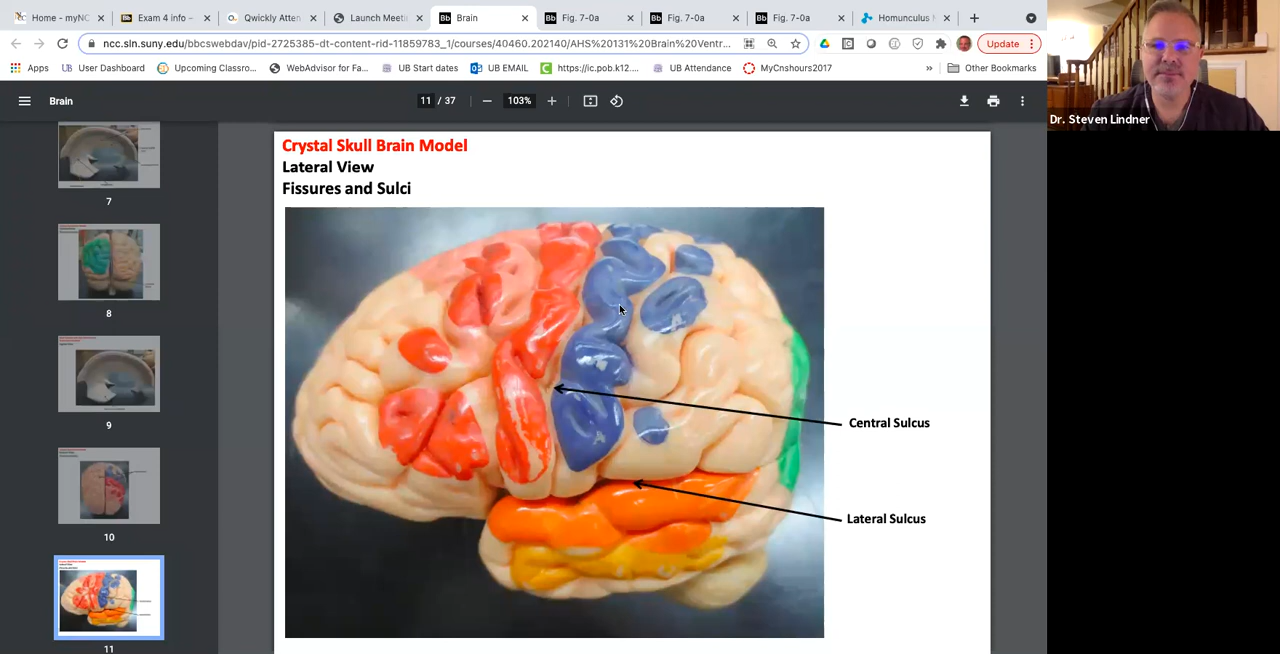 Home - myNC
Exam 4 info –
Qwickly Atten
Launch Meeti
Brain
Fig. 7-0a
Fig. 7-0a
Fig. 7-0a
Homunculus
ncc.sln.suny.edu/bbcswebdav/pid-2725385-dt-content-rid-11859783_1/courses/40460.202140/AHS%20131%20Brain%20Ventr...
Update
Apps
User Dashboard
Upcoming Classro...
WebAdvisor for Fa...
UB Start dates
UB EMAIL
https://ic.pob.k12....
UB Attendance
MyCnshours2017
»
Other Bookmarks
Brain
11 / 37
103%
Dr. Steven Lindner
7
8
9
10
11
Crystal Skull Brain Model
Lateral View
Fissures and Sulci
Central Sulcus
Lateral Sulcus